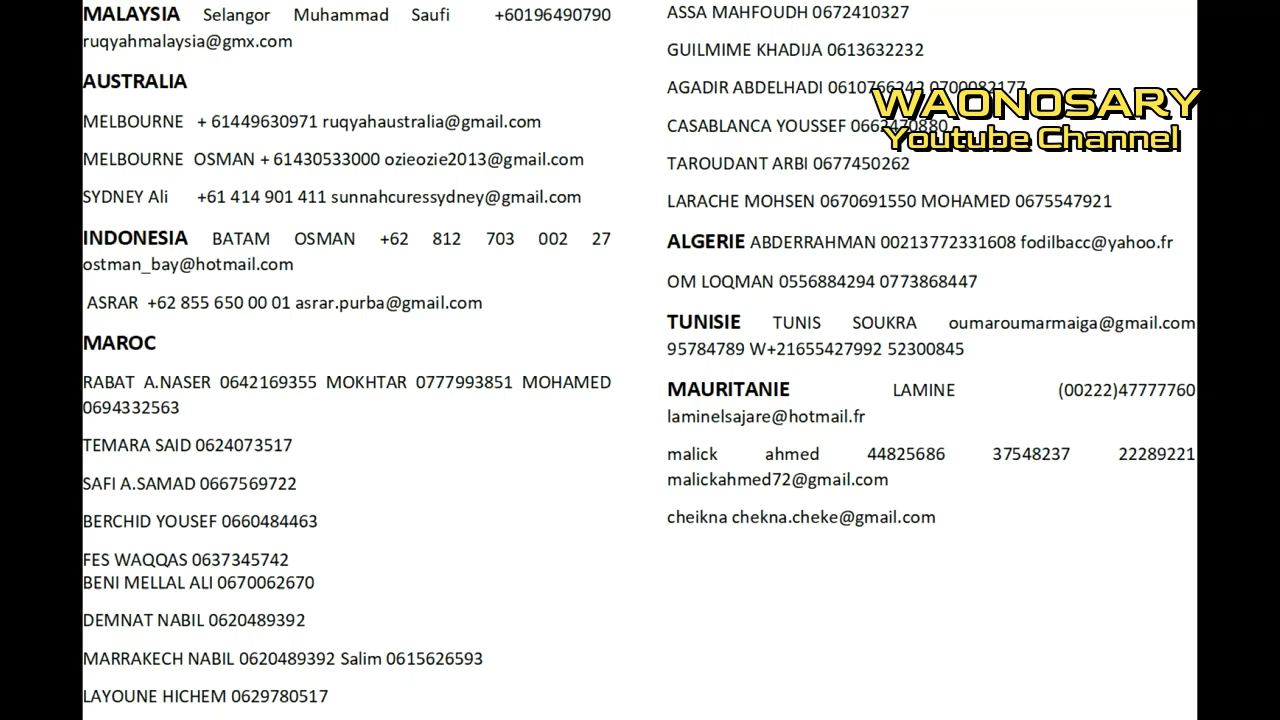 MALAYSIA Selangor Muhammad Saufi +60196490790
ruqyahmalaysia@gmx.com
AUSTRALIA
MELBOURNE + 61449630971 ruqyahaustralia@gmail.com
MELBOURNE OSMAN + 61430533000 ozieozie2013@gmail.com
SYDNEY Ali +61 414 901 411 sunnahcuressydney@gmail.com
INDONESIA BATAM OSMAN +62 812 703 002 27
ostman_bay@hotmail.com
ASRAR +62 855 650 00 01 asrar.purba@gmail.com
MAROC
RABAT A.NASER 0642169355 MOKHTAR 0777993851 MOHAMED
0694332563
TEMARA SAID 0624073517
SAFI A.SAMAD 0667569722
BERCHID YOUSEF 0660484463
FES WAQQAS 0637345742
BENI MELLAL ALI 0670062670
DEMNAT NABIL 0620489392
MARRAKECH NABIL 0620489392 Salim 0615626593
LAYOUNE HICHEM 0629780517
ASSA MAHFOUDH 0672410327
GUILMIME KHADIJA 0613632232
AGADIR ABDELHADI
CASABLANCA YOUSSEF
TAROUDANT ARBI 0677450262
LARACHE MOHSEN 0670691550 MOHAMED 0675547921
ALGERIE ABDERRAHMAN 00213772331608 fodilbacc@yahoo.fr
OM LOQMAN 0556884294 0773868447
TUNISIE TUNIS SOUKRA oumaroumarmaiga@gmail.com
95784789 W+21655427992 52300845
MAURITANIE LAMINE (00222)47777760
laminelsajare@hotmail.fr
malick ahmed 44825686 37548237 22289221
malickahmed72@gmail.com
cheikna chekna.cheke@gmail.com
WAONOSARY
Youtube Channel